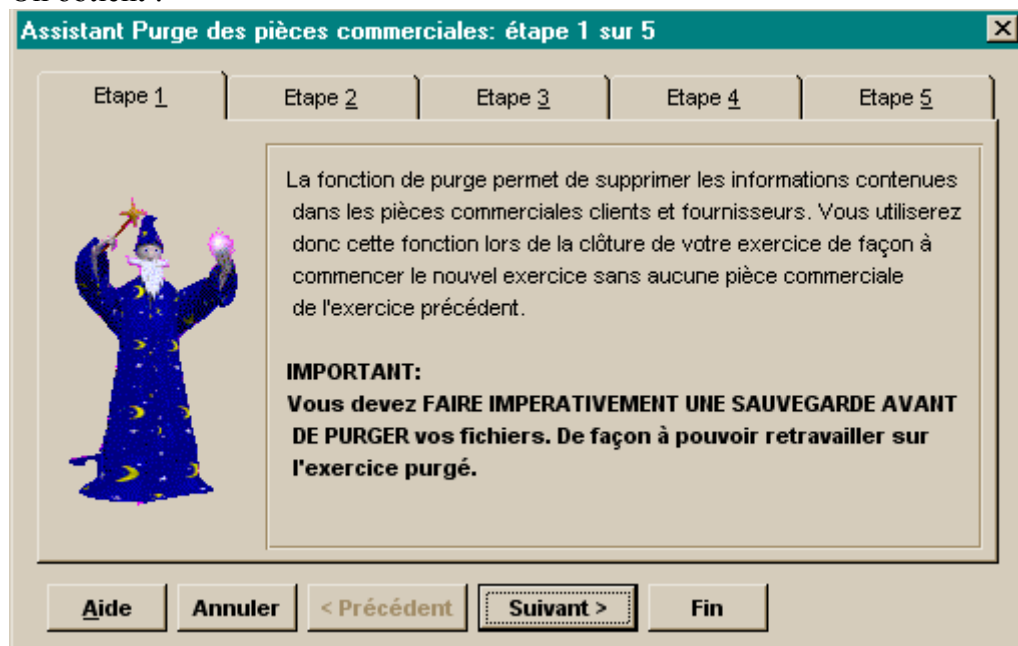 Assistant Purge des pièces commerciales: étape 1 sur 5
Etape 1
Etape 2
Etape 3
Etape 4
Etape 5
La fonction de purge permet de supprimer les informations contenues
dans les pièces commerciales clients et fournisseurs. Vous utiliserez
donc cette fonction lors de la clôture de votre exercice de façon à
commencer le nouvel exercice sans aucune pièce commerciale
de l'exercice précédent.
IMPORTANT:
Vous devez FAIRE IMPERATIVEMENT UNE SAUVEGARDE AVANT
DE PURGER vos fichiers. De façon à pouvoir retravailler sur
l'exercice purgé.
Aide
Annuler
< Précédent
Suivant >
Fin